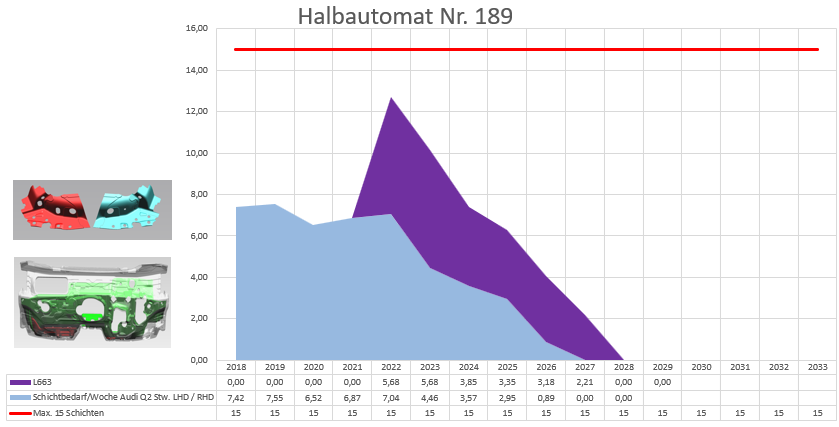 Halbautomat Nr. 189
16,00
14,00
12,00
10,00
8,00
6,00
4,00
2,00
0,00
2018 2019 2020 2021 2022 2023 2024 2025 2026 2027 2028 2029 2030 2031 2032 2033
L663 0,00 0,00 0,00 0,00 5,68 5,68 3,85 3,35 3,18 2,21 0,00 0,00
Schichtbedarf/Woche Audi Q2 Stw. LHD / RHD 7,42 7,55 6,52 6,87 7,04 4,46 3,57 2,95 0,89 0,00 0,00
Max. 15 Schichten 15 15 15 15 15 15 15 15 15 15 15 15 15 15 15 15